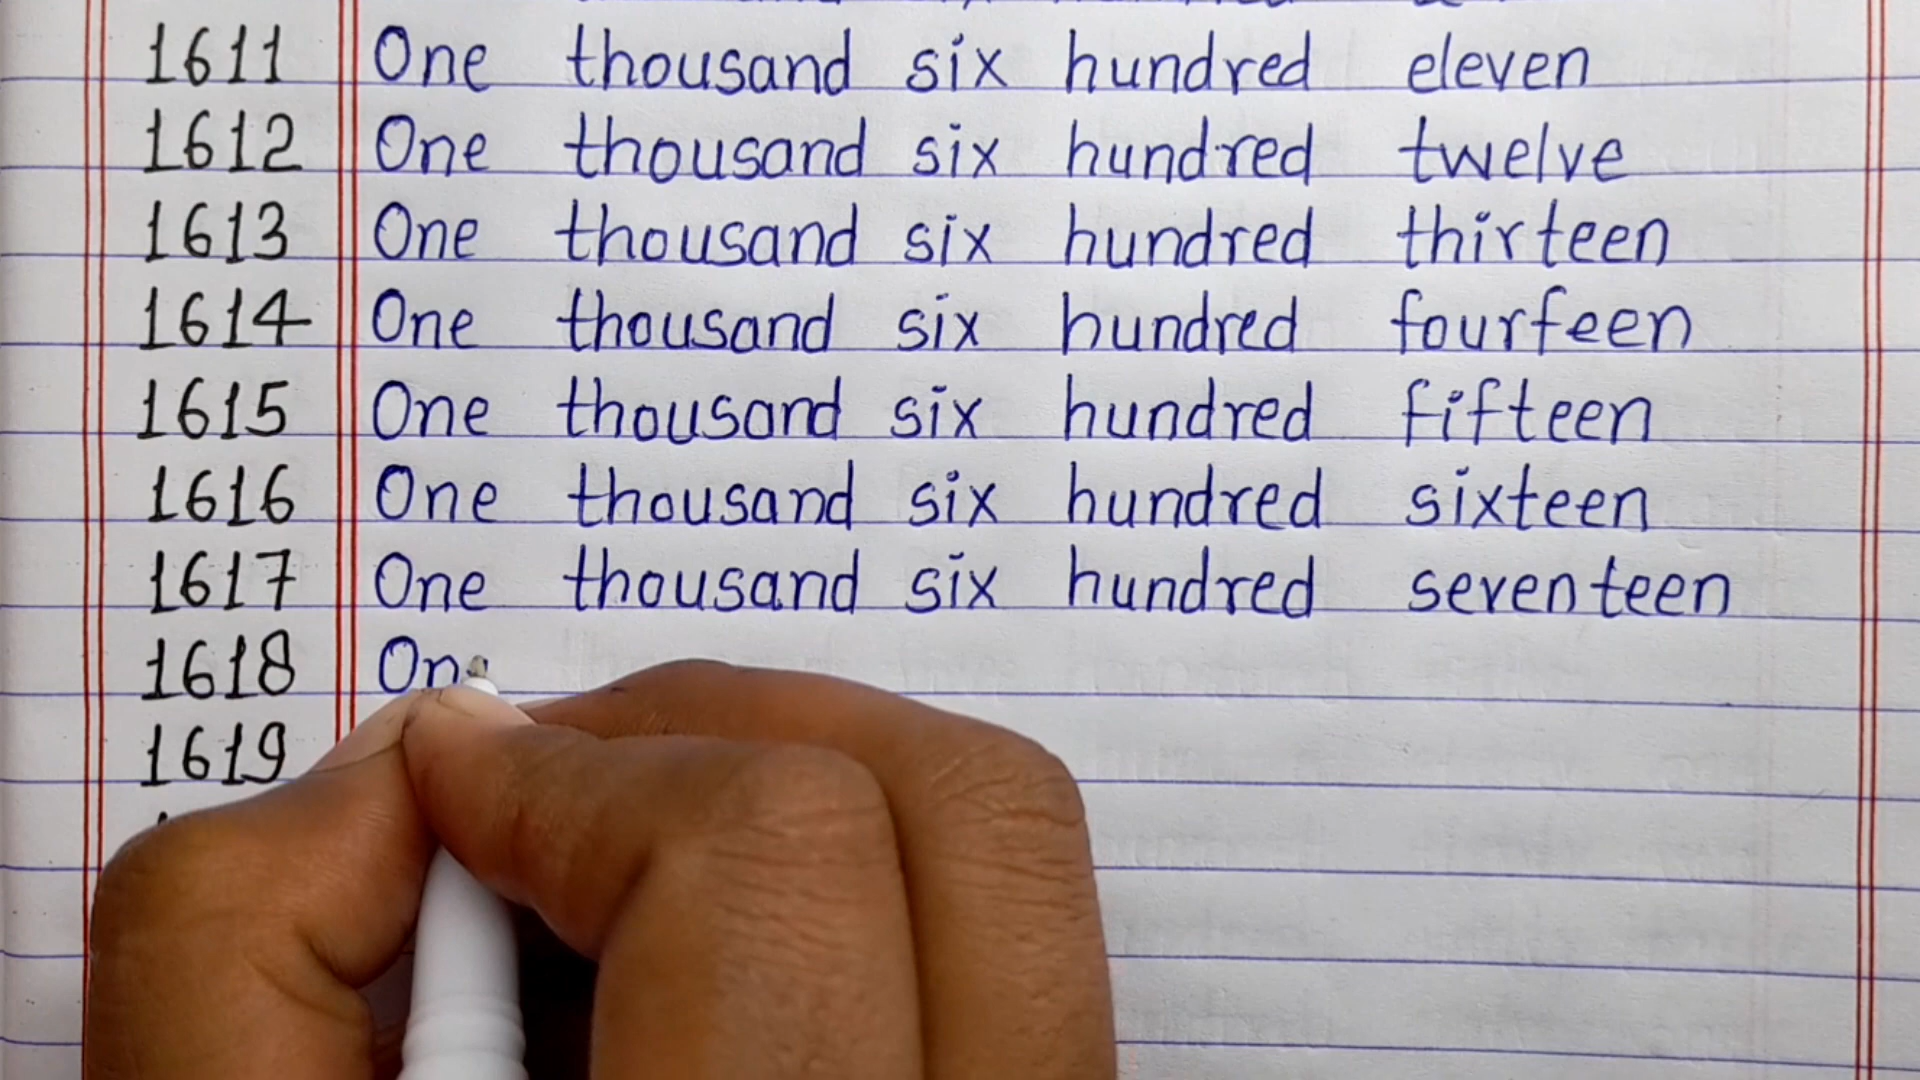 1611 One thousand six hundred eleven
1612 One thousand six hundred twelve
1613 One thousand six hundred thirteen
1614 One thousand six hundred fourfeen
1615 One thousand six hundred fifteen
1616 One thousand six hundred sixteen
1617 One thousand six hundred seventeen
1618 On
1619